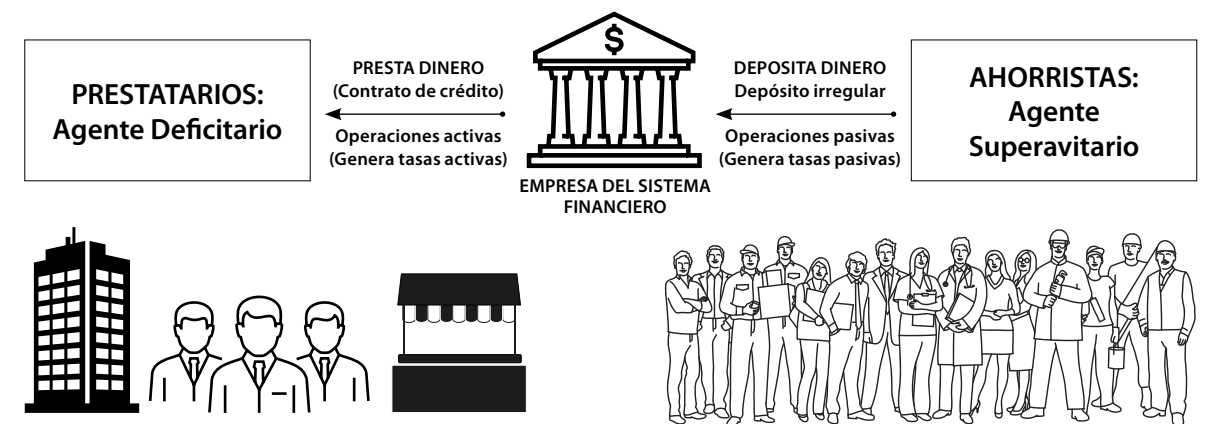 PRESTATARIOS:
Agente Deficitario
PRESTA DINERO
(Contrato de crédito)
Operaciones activas
(Genera tasas activas)
$
EMPRESA DEL SISTEMA
FINANCIERO
DEPOSITA DINERO
Depósito irregular
Operaciones pasivas
(Genera tasas pasivas)
AHORRISTAS:
Agente
Superavitario